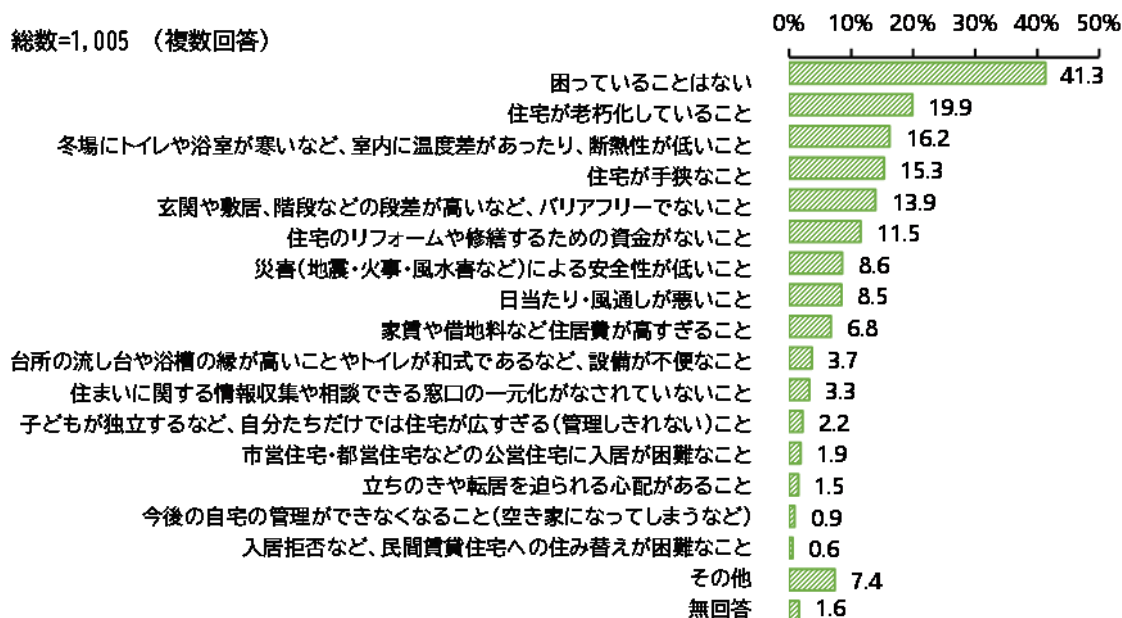 0% 10% 20% 30% 40% 50%
総数=1,005 （複数回答）
困っていることはない 41.3
住宅が老朽化していること 19.9
冬場にトイレや浴室が寒いなど、室内に温度差があったり、断熱性が低いこと 16.2
住宅が手狭なこと 15.3
玄関や敷居、階段などの段差が高いなど、バリアフリーでないこと 13.9
住宅のリフォームや修繕するための資金がないこと 11.5
災害（地震・火事・風水害など）による安全性が低いこと 8.6
日当たり・風通しが悪いこと 8.5
家賃や借地料など住居費が高すぎること 6.8
台所の流し台や浴槽の縁が高いことやトイレが和式であるなど、設備が不便なこと 3.7
住まいに関する情報収集や相談できる窓口の一元化がなされていないこと 3.3
子どもが独立するなど、自分たちだけでは住宅が広すぎる（管理しきれない）こと 2.2
市営住宅・都営住宅などの公営住宅に入居が困難なこと 1.9
立ちのきや転居を迫られる心配があること 1.5
今後の自宅の管理ができなくなること（空き家になってしまうなど） 0.9
入居拒否など、民間賃貸住宅への住み替えが困難なこと 0.6
その他 7.4
無回答 1.6